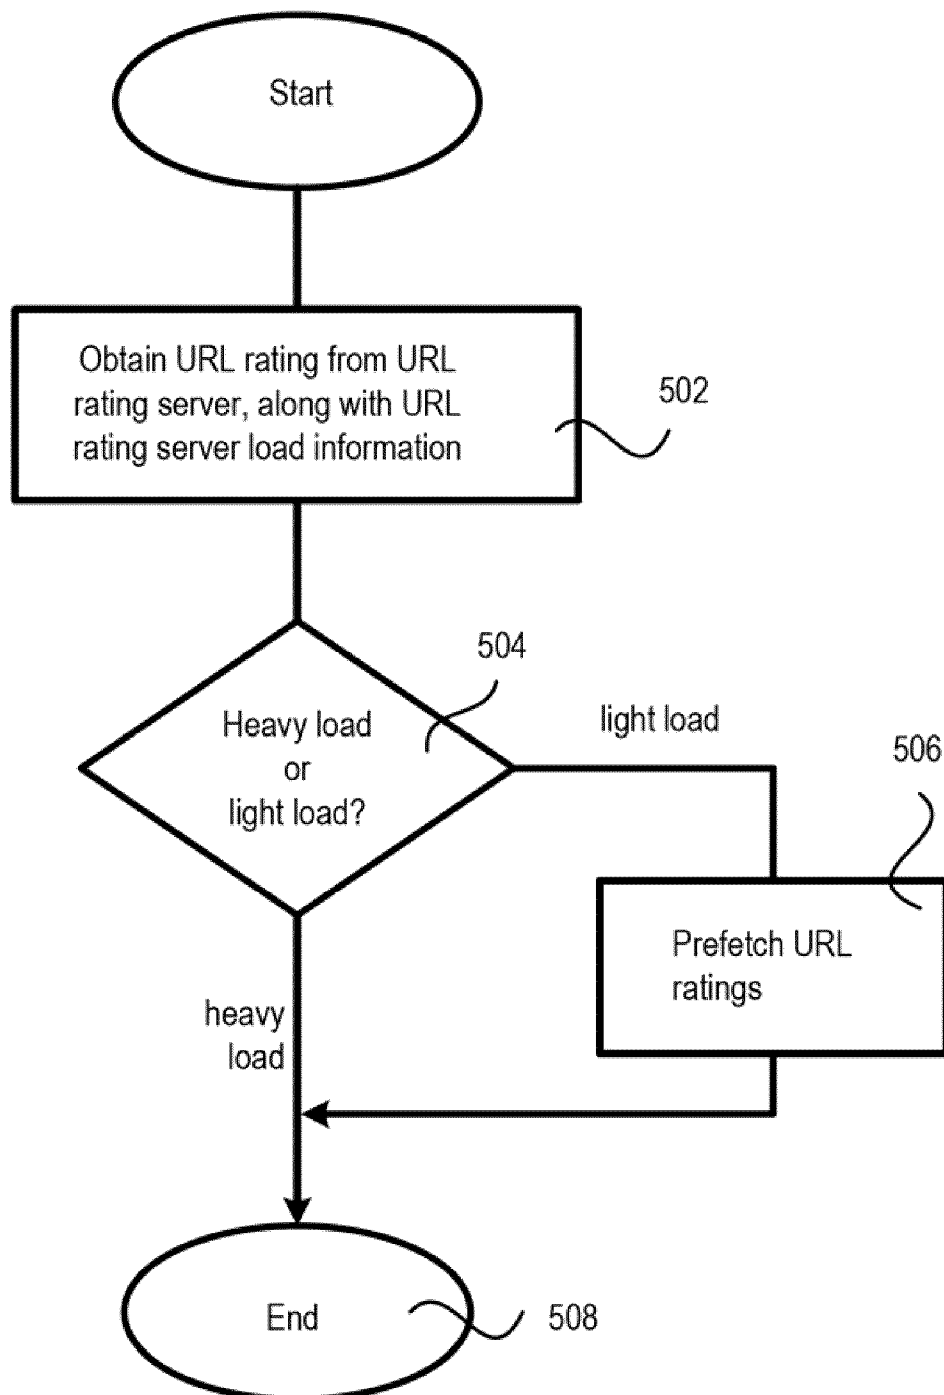 Start
Obtain URL rating from URL
rating server, along with URL
rating server load information
502
504
Heavy load
or
light load?
light load
506
Prefetch URL
ratings
heavy
load
End
508